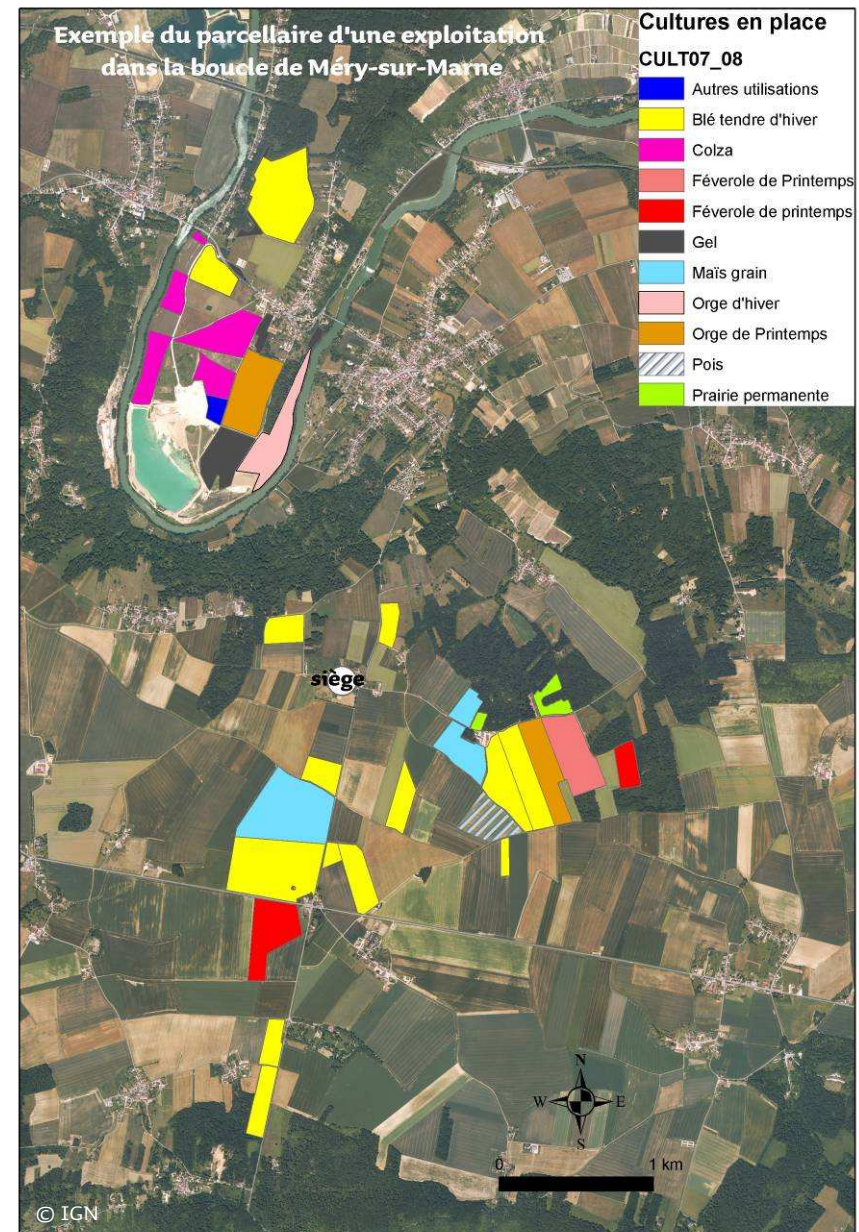 Exemple du parcellaire d'une exploitation
dans la boucle de Méry-sur-Marne
Cultures en place
CULT07_08
Autres utilisations
Blé tendre d'hiver
Colza
Féverole de Printemps
Féverole de printemps
Gel
Maïs grain
Orge d'hiver
Orge de Printemps
Pois
Prairie permanente
siège
N
W E
S
0 1 km
© IGN